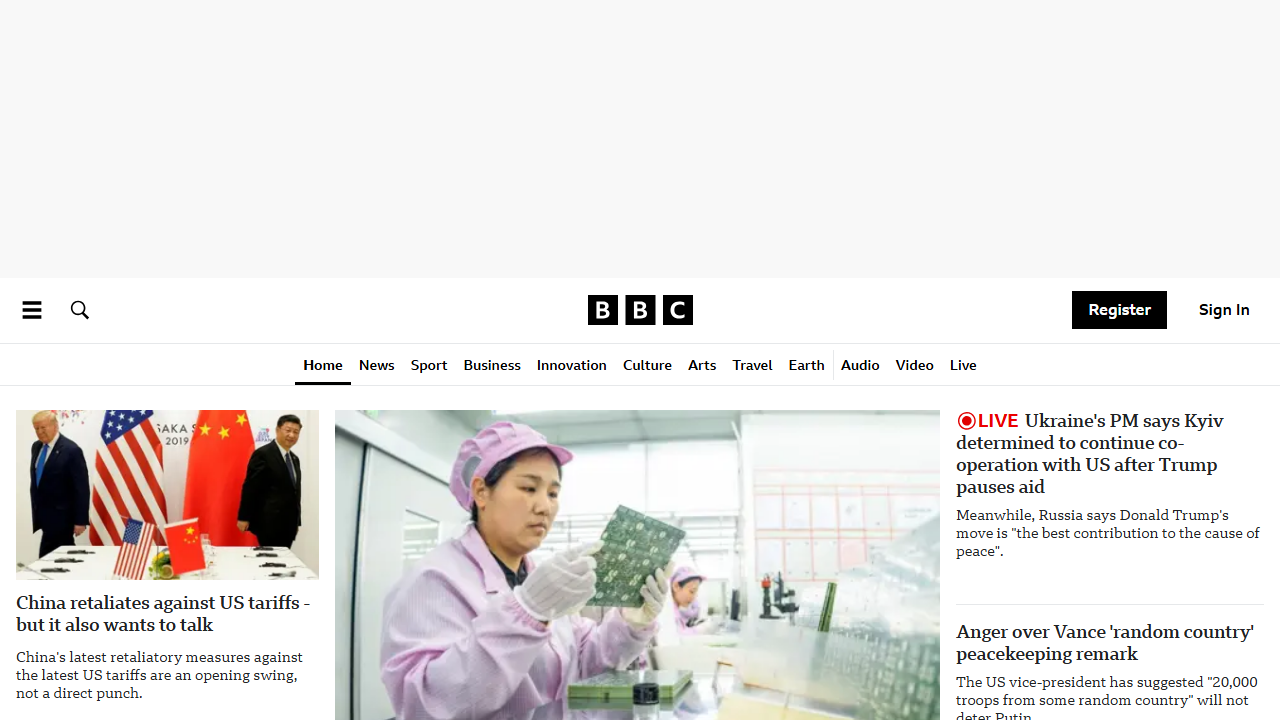 BBC
Register
Sign In
Home
News
Sport
Business
Innovation
Culture
Arts
Travel
Earth
Audio
Video
Live
SAKA S
2019
China retaliates against US tariffs -
but it also wants to talk
China's latest retaliatory measures against
the latest US tariffs are an opening swing,
not a direct punch.
LIVE Ukraine's PM says Kyiv
determined to continue co-
operation with US after Trump
pauses aid
Meanwhile, Russia says Donald Trump's
move is "the best contribution to the cause of
peace".
Anger over Vance 'random country'
peacekeeping remark
The US vice-president has suggested "20,000
troops from some random country" will not
deter Putin.